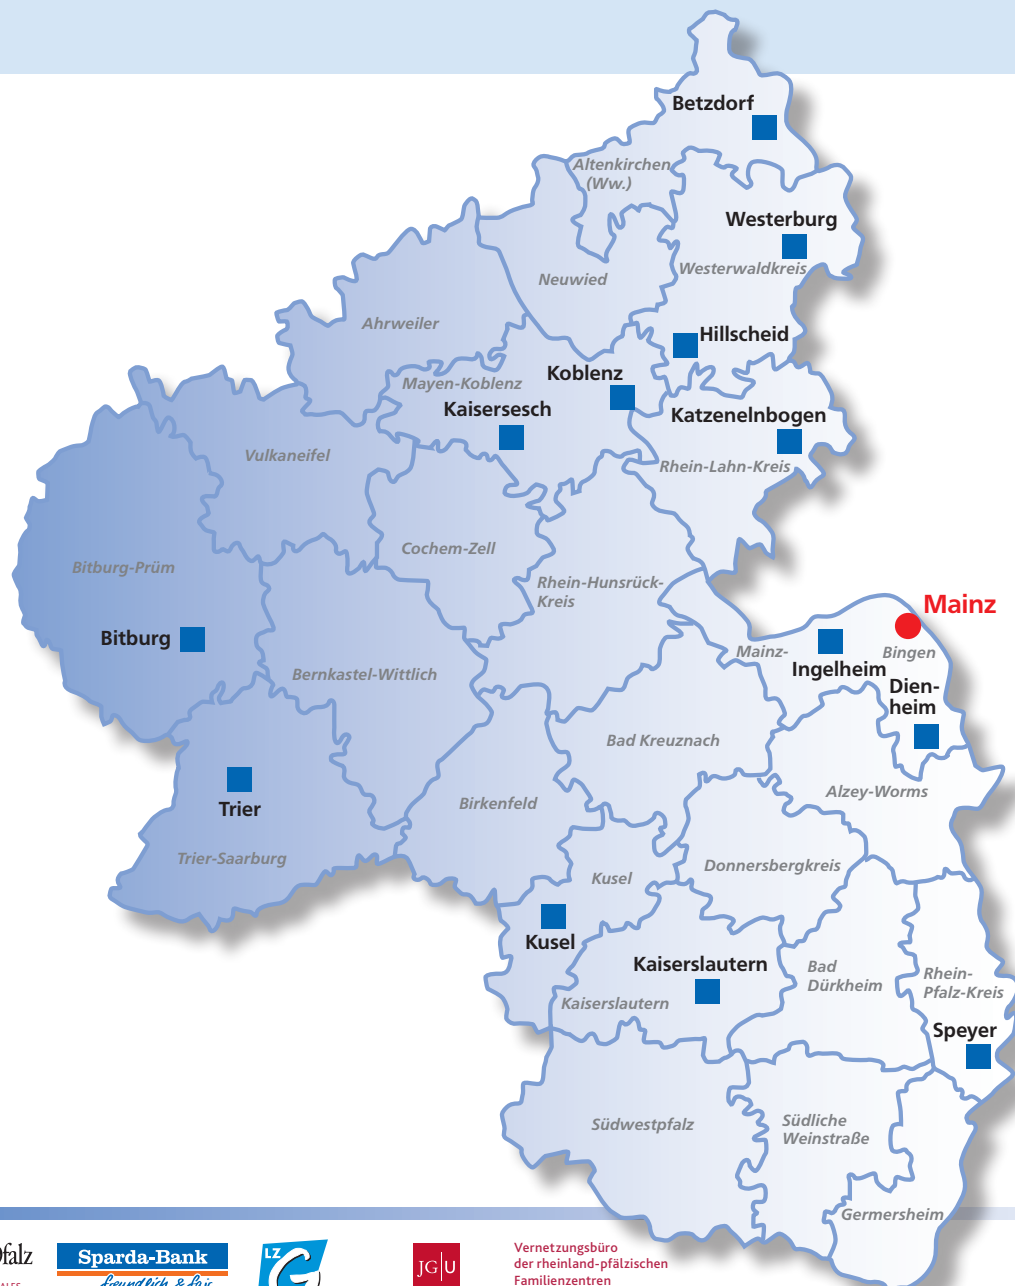 Betzdorf
Altenkirchen
(Ww.)
Westerburg
Westerwaldkreis
Neuwied
Ahrweiler
Hillscheid
Koblenz
Mayen-Koblenz
Kaisersesch
Katzenelnbogen
Rhein-Lahn-Kreis
Vulkaneifel
Cochem-Zell
Bitburg-Prüm
Rhein-Hunsrück-
Kreis
Mainz
Bitburg
Mainz-
Bingen
Ingelheim
Dien-
heim
Bernkastel-Wittlich
Bad Kreuznach
Alzey-Worms
Birkenfeld
Trier
Trier-Saarburg
Donnersbergkreis
Kusel
Kusel
Kaiserslautern
Kaiserslautern
Bad
Dürkheim
Rhein-
Pfalz-Kreis
Speyer
Südwestpfalz
Südliche
Weinstraße
Germersheim
Sparda-Bank
freundlich & fair
LZ
G
JG U
Vernetzungsbüro
der rheinland-pfälzischen
Familienzentren